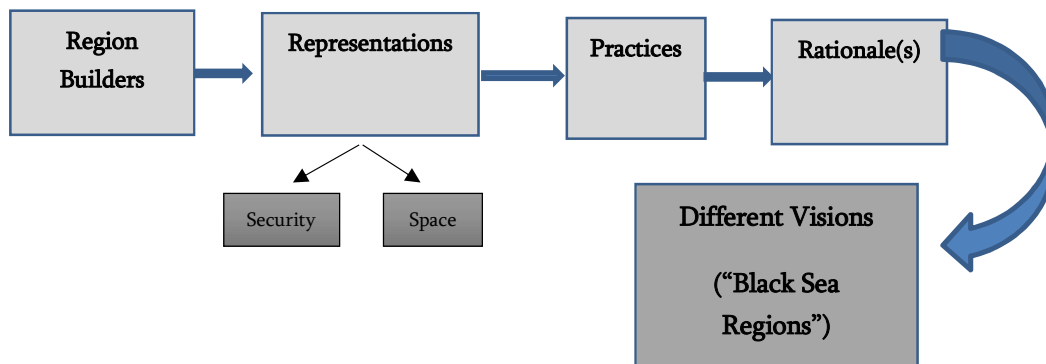 Region
Builders
Representations
Practices
Rationale(s)
Security
Space
Different Visions
(“Black Sea
Regions”)